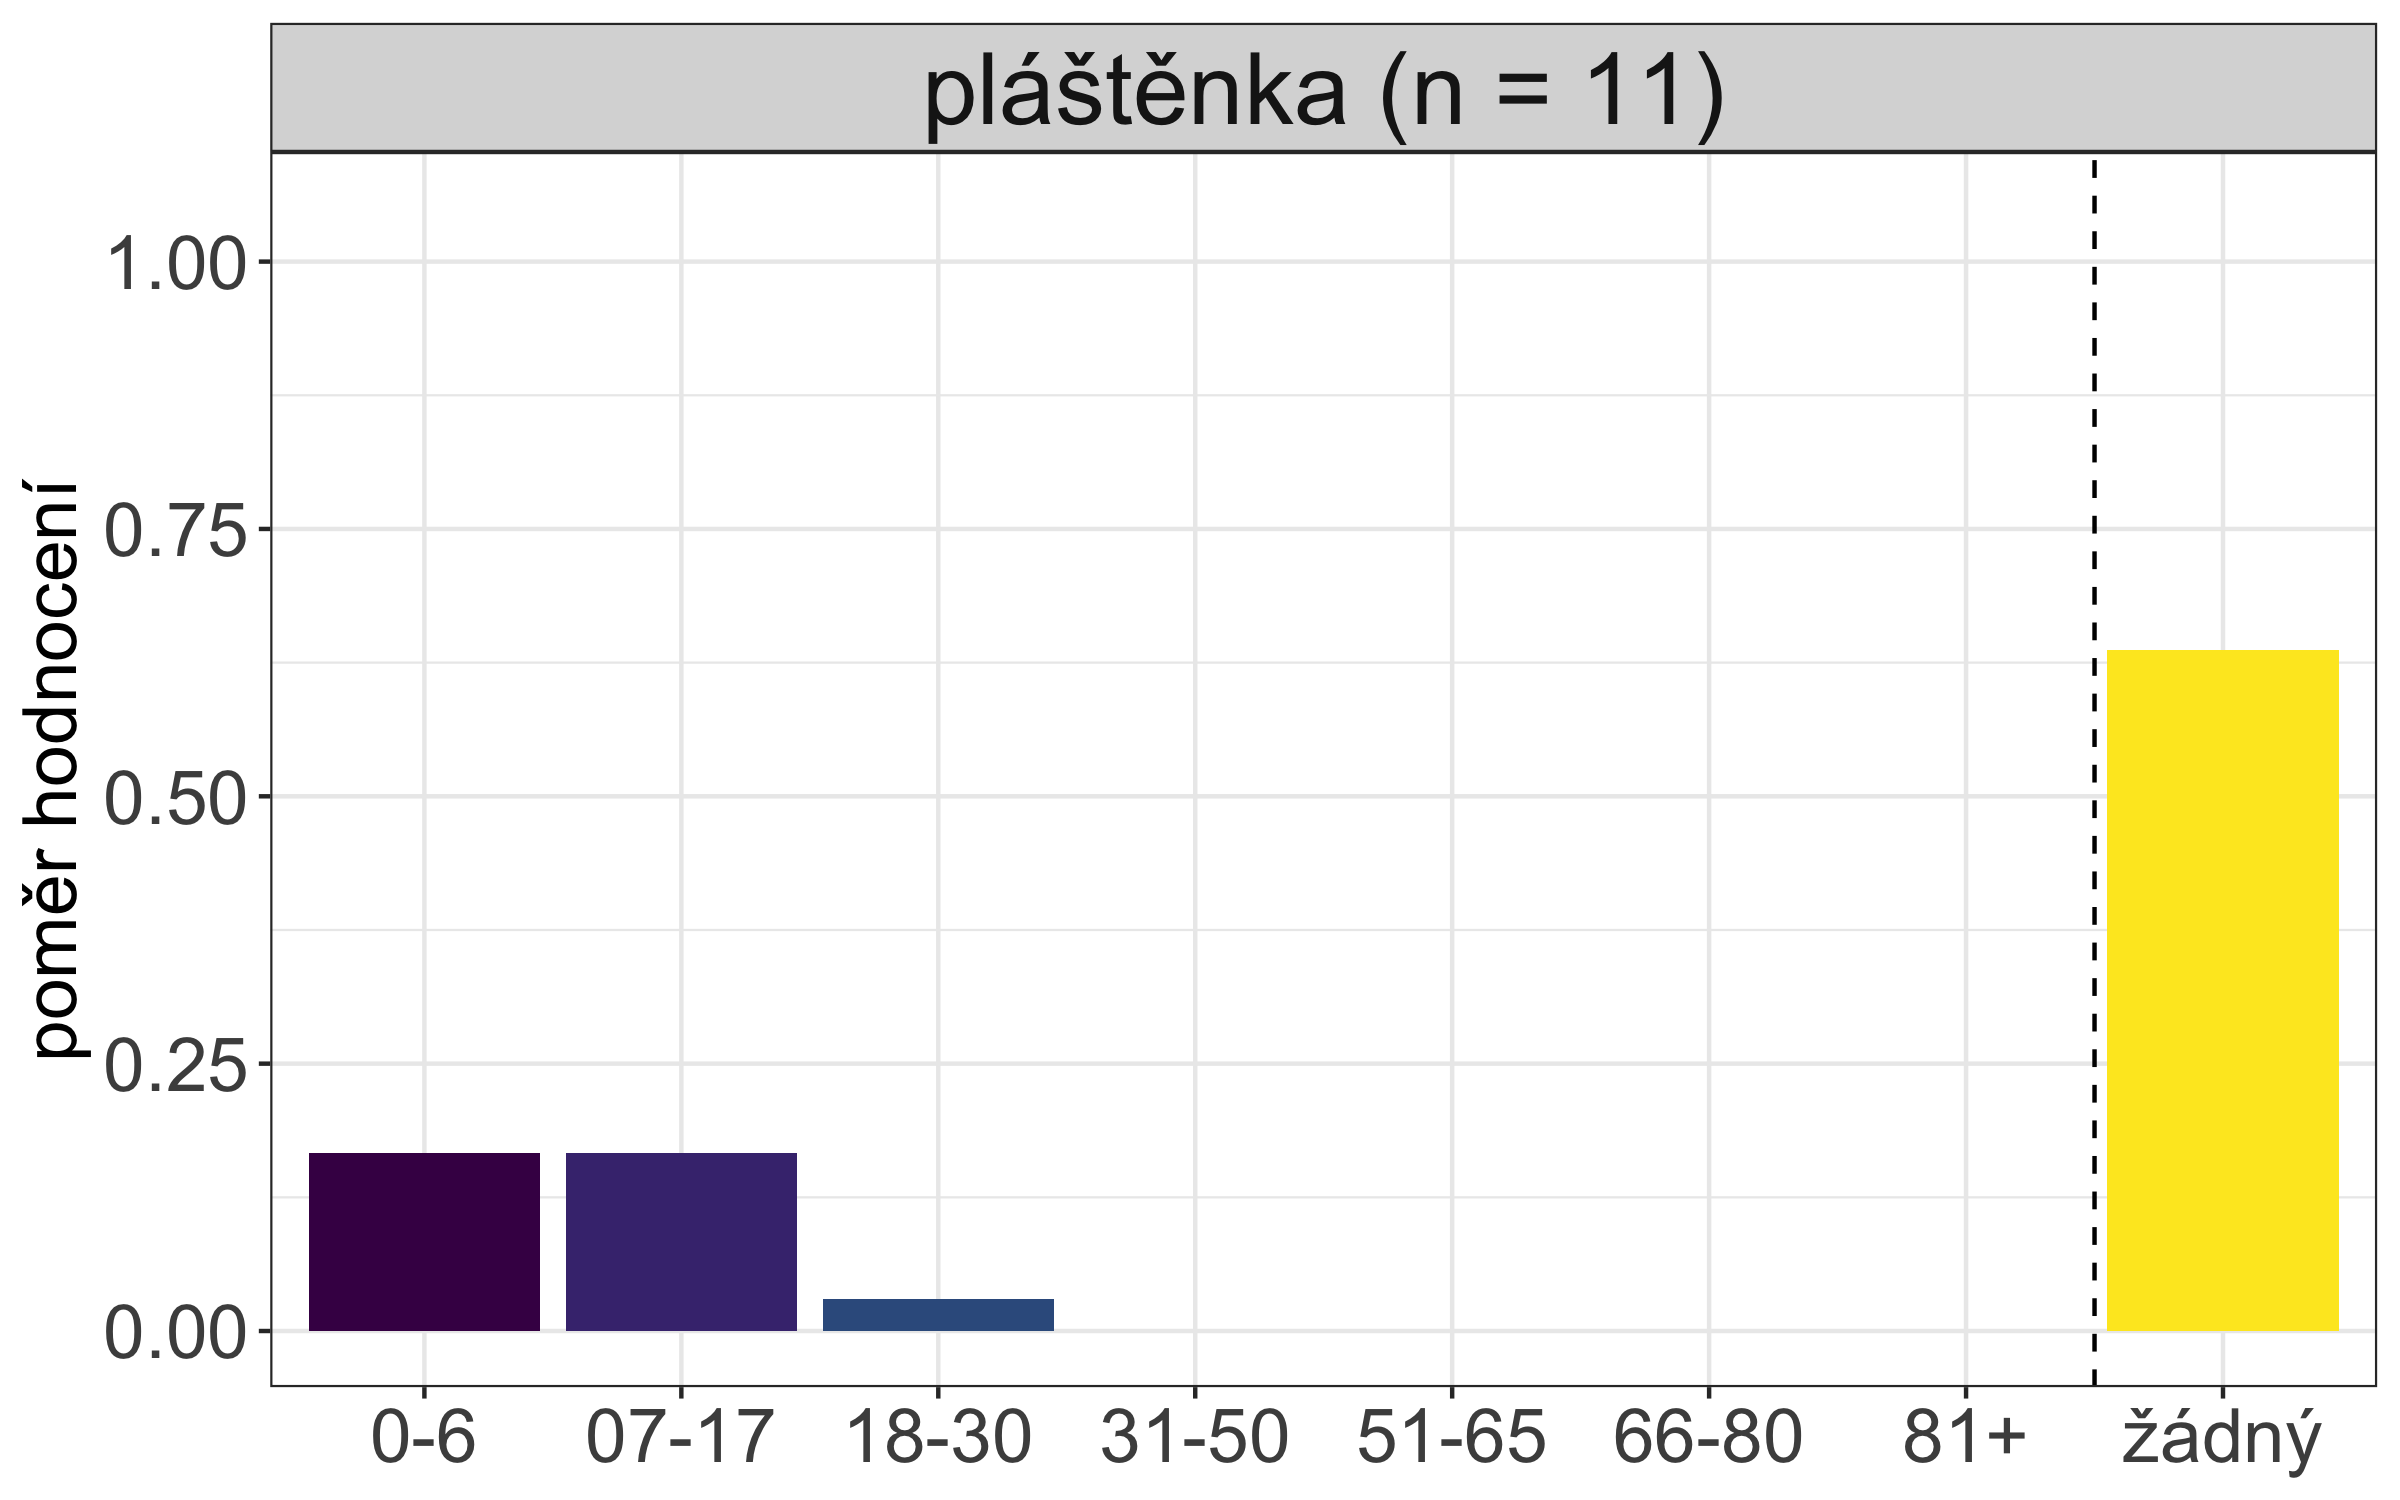 pláštěnka (n = 11)
poměr hodnocení
1.00
0.75
0.50
0.25
0.00
0-6 07-17 18-30 31-50 51-65 66-80 81+ žádný